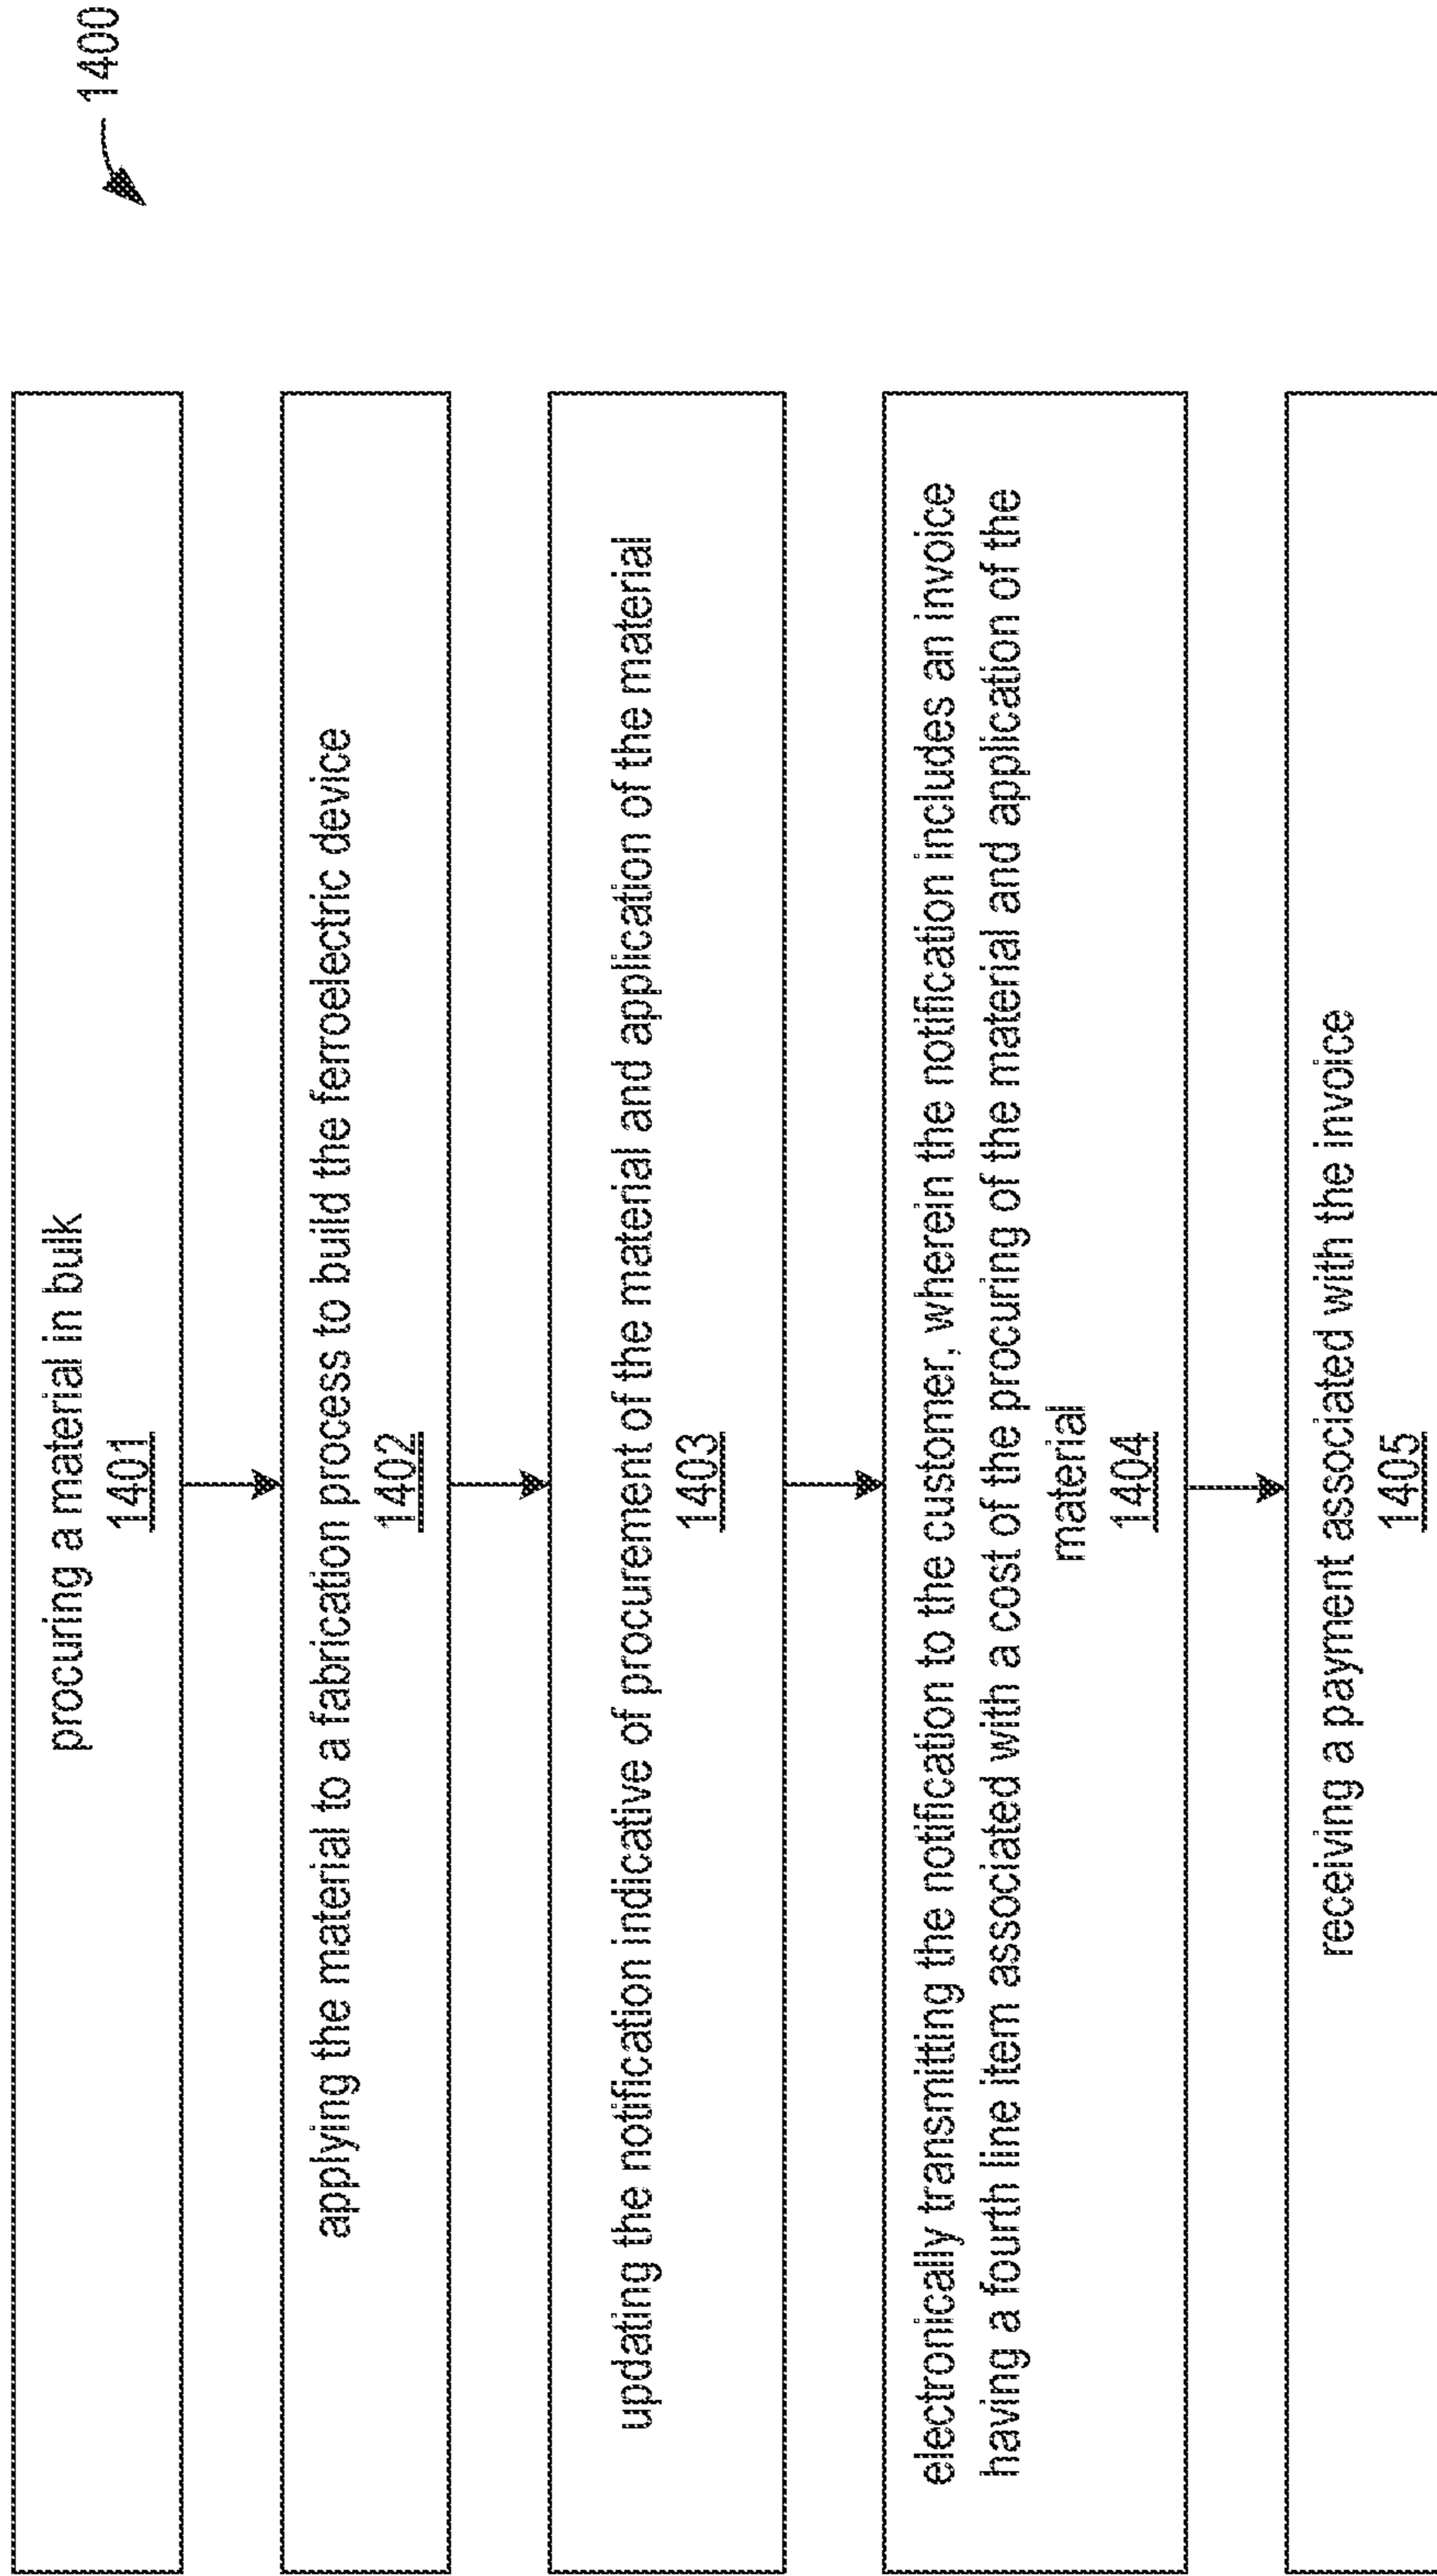 1400
procuring a material in bulk
1401
applying the material to a fabrication process to build the ferroelectric device
1402
updating the notification indicative of procurement of the material and application of the material
1403
electronically transmitting the notification to the customer, wherein the notification includes an invoice
having a fourth line item associated with a cost of the procuring of the material and application of the
material
1404
receiving a payment associated with the invoice
1405